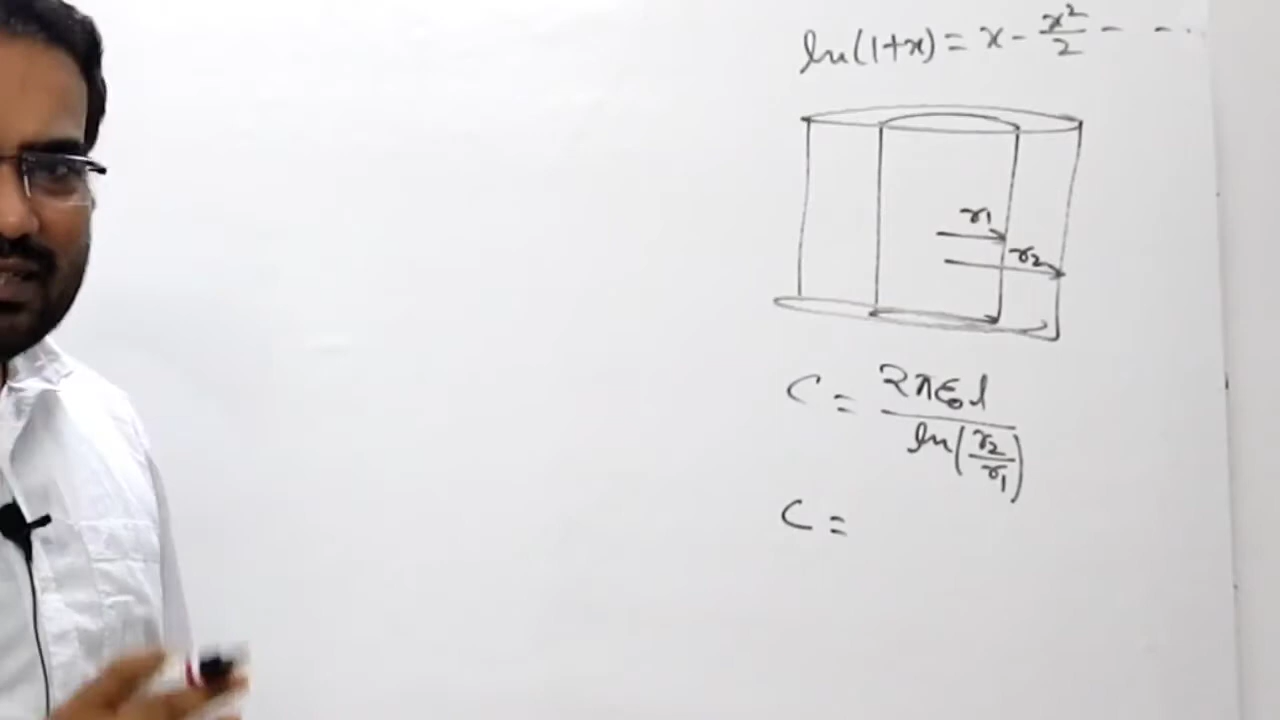 ln(1+x) = x - x²/2 - - ..
r1
r2
C = 2πε₀l / ln(r2/r1)
C =